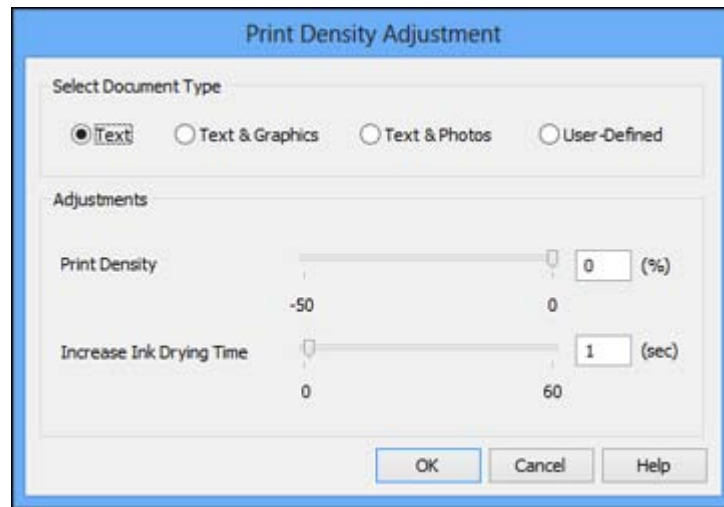 Print Density Adjustment
Select Document Type
Text Text & Graphics Text & Photos User-Defined
Adjustments
Print Density 0 (%)
-50 0
Increase Ink Drying Time 1 (sec)
0 60
OK Cancel Help